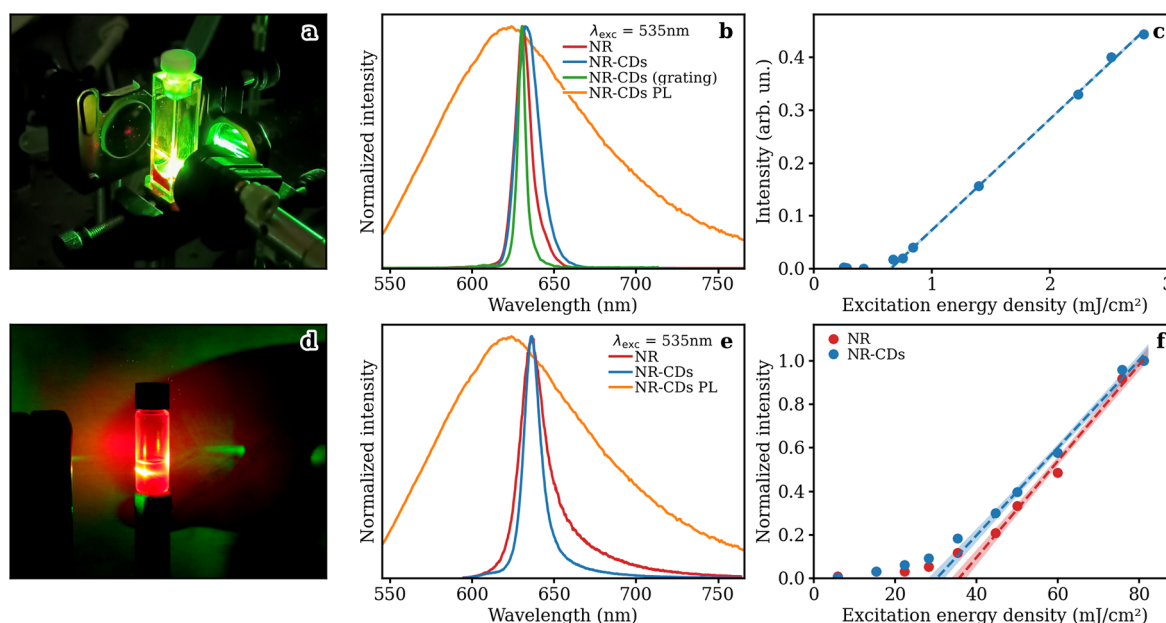 a
b
λexc = 535nm
NR
NR-CDs
NR-CDs (grating)
NR-CDs PL
Normalized intensity
550
600
650
700
750
Wavelength (nm)
c
Intensity (arb. un.)
0.4
0.3
0.2
0.1
0.0
1
2
3
Excitation energy density (mJ/cm²)
d
e
λexc = 535nm
NR
NR-CDs
NR-CDs PL
Normalized intensity
550
600
650
700
750
Wavelength (nm)
f
NR
NR-CDs
Normalized intensity
1.0
0.8
0.6
0.4
0.2
0.0
0
20
40
60
80
Excitation energy density (mJ/cm²)